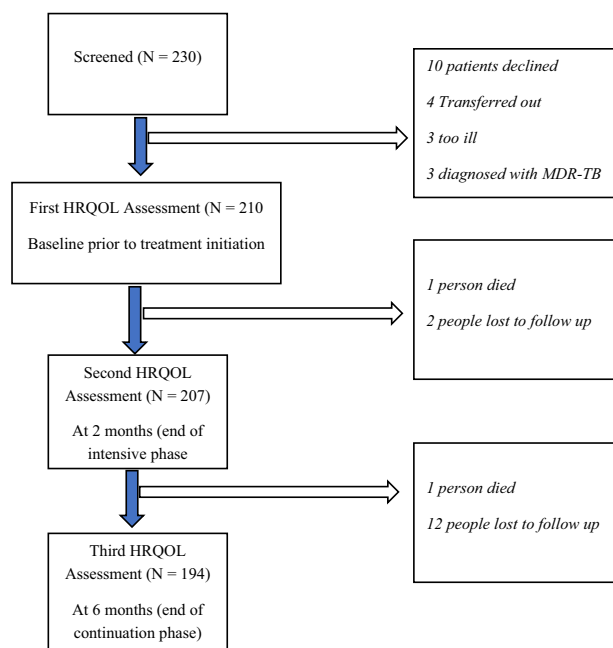 Screened (N = 230)
10 patients declined
4 Transferred out
3 too ill
3 diagnosed with MDR-TB
First HRQOL Assessment (N = 210
Baseline prior to treatment initiation
1 person died
2 people lost to follow up
Second HRQOL
Assessment (N = 207)
At 2 months (end of
intensive phase
1 person died
12 people lost to follow up
Third HRQOL
Assessment (N = 194)
At 6 months (end of
continuation phase)